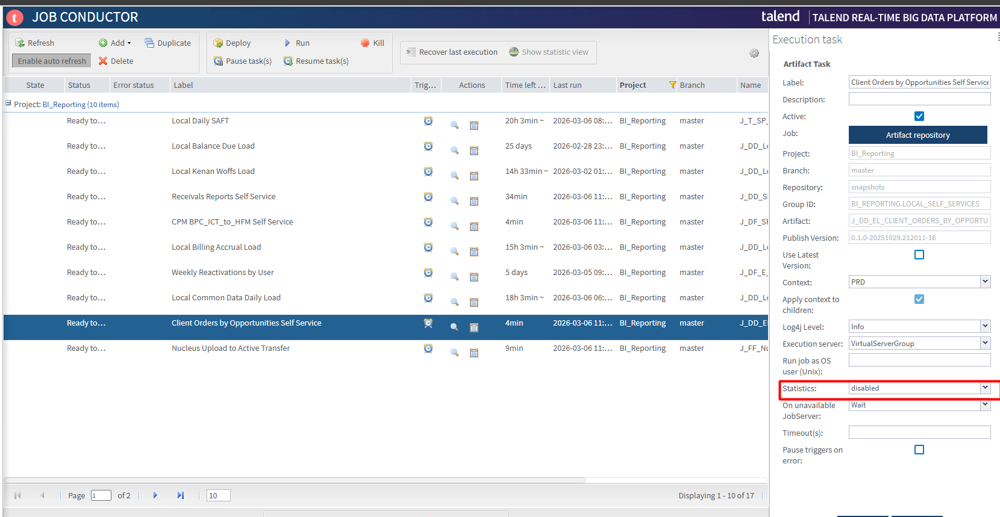 t JOB CONDUCTOR talend TALEND REAL-TIME BIG DATA PLATFORM
Refresh Add Duplicate Deploy Run Kill
Enable auto refresh Delete Pause task(s) Resume task(s)
Recover last execution Show statistic view
State Status Error status Label Trig... Actions Time left ... Last run Project Branch Name
Project: BI_Reporting (10 items)
Ready to... Local Daily SAFT 20h 3min ~ 2026-03-06 08:... BI_Reporting master J_T_SP_
Ready to... Local Balance Due Load 25 days 2026-02-28 23:... BI_Reporting master J_DD_Lo
Ready to... Local Kenan Woffs Load 14h 33min ~ 2026-03-02 01:... BI_Reporting master J_DD_Lo
Ready to... Receivals Reports Self Service 34min 2026-03-06 11:... BI_Reporting master J_DD_S
Ready to... CPM BPC_ICT_to_HFM Self Service 4min 2026-03-06 11:... BI_Reporting master J_DF_SF
Ready to... Local Billing Accrual Load 15h 3min ~ 2026-03-06 03:... BI_Reporting master J_DD_Lo
Ready to... Weekly Reactivations by User 5 days 2026-03-05 09:... BI_Reporting master J_DF_E_
Ready to... Local Common Data Daily Load 18h 3min ~ 2026-03-06 06:... BI_Reporting master J_DD_Lo
Ready to... Client Orders by Opportunities Self Service 4min 2026-03-06 11:... BI_Reporting master J_DD_E
Ready to... Nucleus Upload to Active Transfer 9min 2026-03-06 11:... BI_Reporting master J_FF_Nu
Page 1 of 2 10 Displaying 1 - 10 of 17
Execution task
Artifact Task
Label: Client Orders by Opportunities Self Service
Description:
Active:
Job: Artifact repository
Project: BI_Reporting
Branch: master
Repository: snapshots
Group ID: BI_REPORTING.LOCAL_SELF_SERVICES
Artifact: J_DD_EL_CLIENT_ORDERS_BY_OPPORTU
Publish Version: 0.1.0-20251029.212011-16
Use Latest
Version:
Context: PRD
Apply context to
children:
Log4j Level: Info
Execution server: VirtualServerGroup
Run job as OS
user (Unix):
Statistics: disabled
On unavailable Wait
JobServer:
Timeout(s):
Pause triggers on
error: